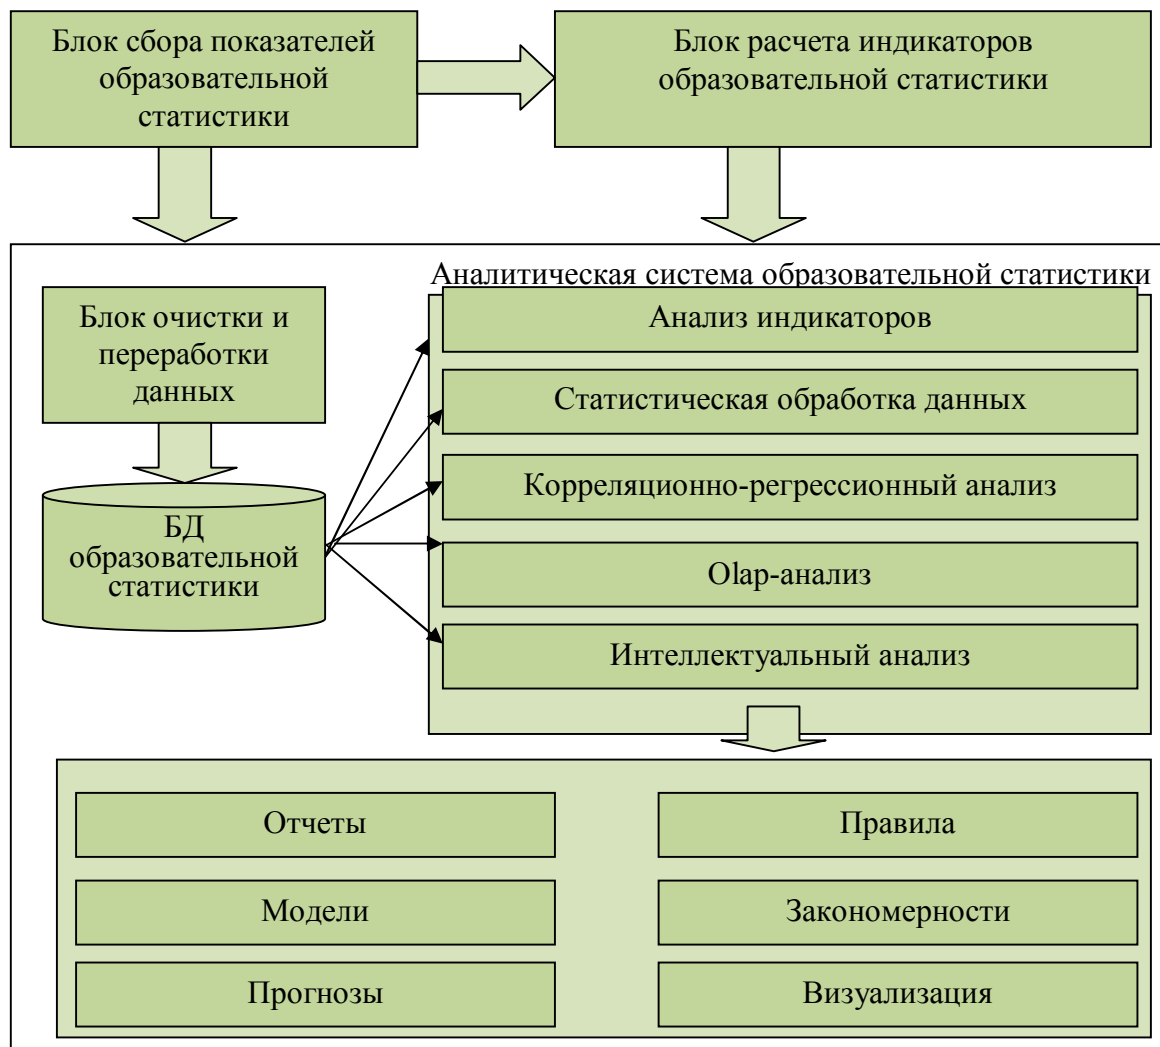 Блок сбора показателей
образовательной
статистики
Блок расчета индикаторов
образовательной статистики
Аналитическая система образовательной статистики
Блок очистки и
переработки
данных
БД
образовательной
статистики
Анализ индикаторов
Статистическая обработка данных
Корреляционно-регрессионный анализ
Olap-анализ
Интеллектуальный анализ
Отчеты
Правила
Модели
Закономерности
Прогнозы
Визуализация